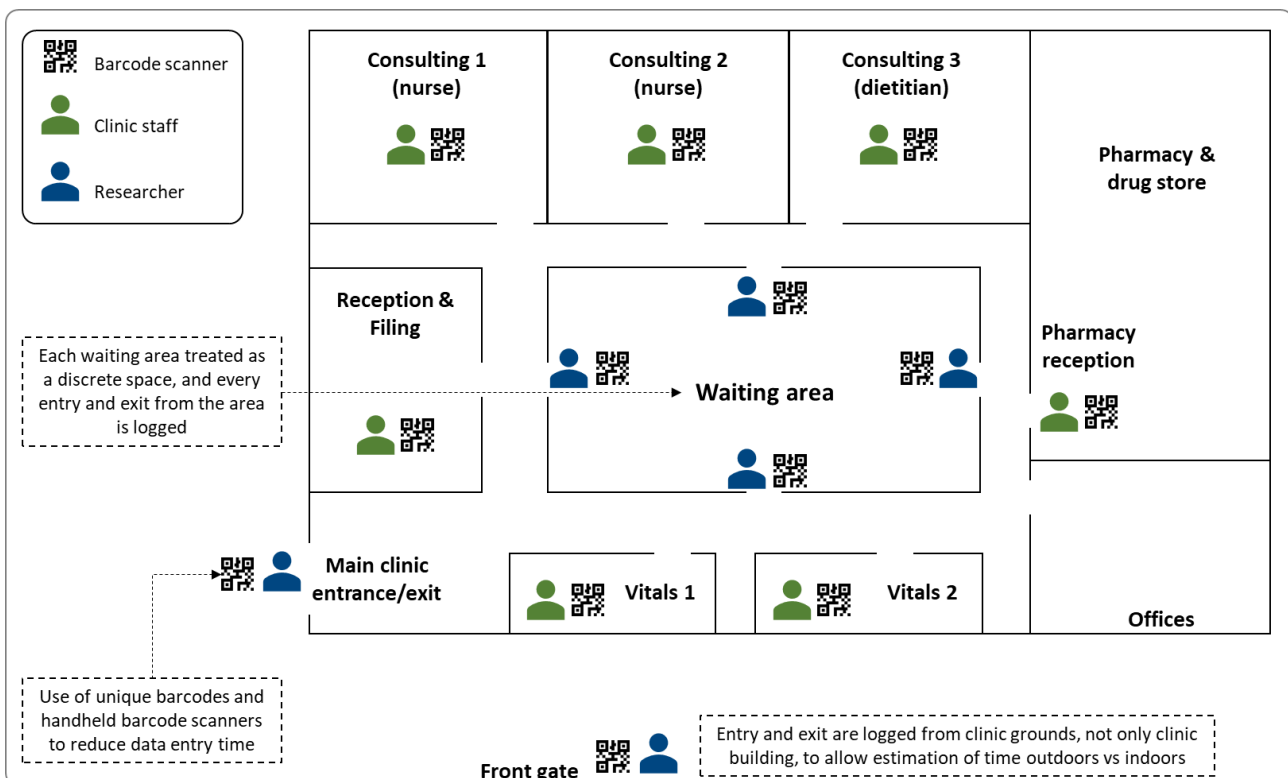 Barcode scanner
Clinic staff
Researcher
Consulting 1
(nurse)
Consulting 2
(nurse)
Consulting 3
(dietitian)
Pharmacy &
drug store
Reception &
Filing
Each waiting area treated as
a discrete space, and every
entry and exit from the area
is logged
Waiting area
Pharmacy
reception
Main clinic
entrance/exit
Vitals 1
Vitals 2
Offices
Use of unique barcodes and
handheld barcode scanners
to reduce data entry time
Front gate
Entry and exit are logged from clinic grounds, not only clinic
building, to allow estimation of time outdoors vs indoors